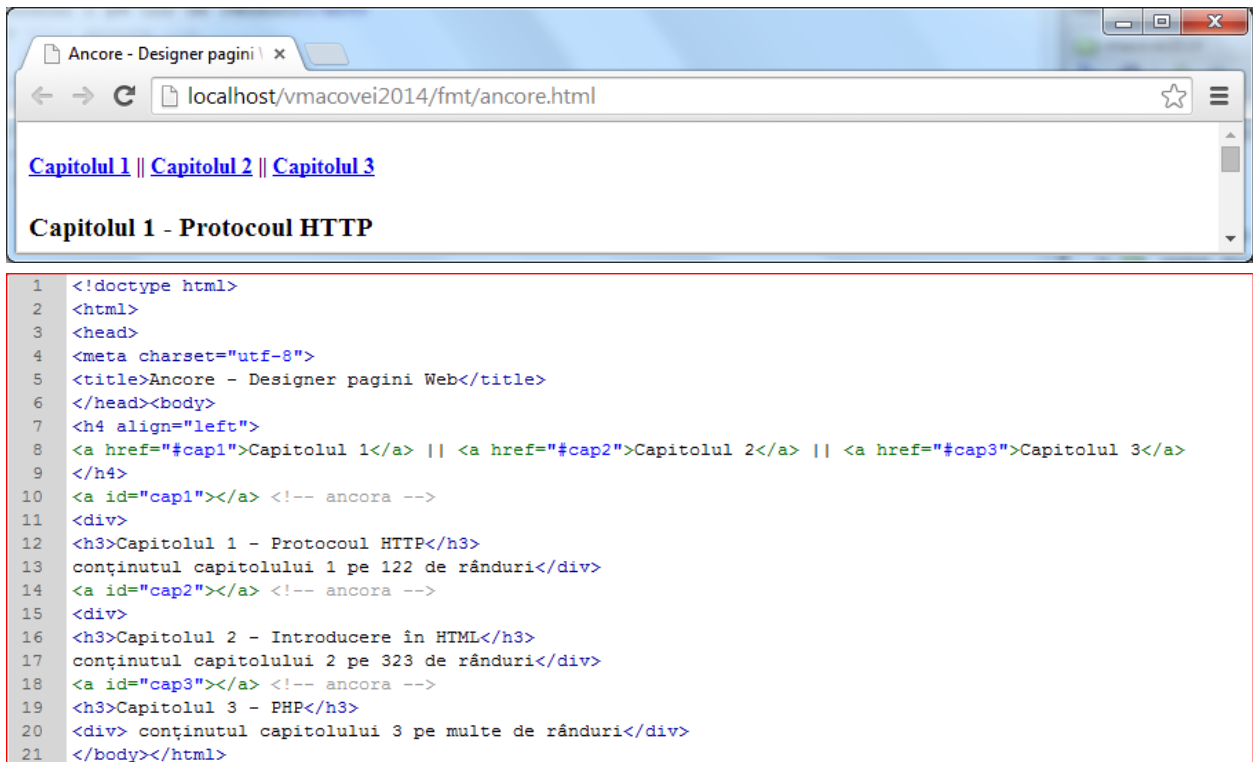 Ancore - Designer pagini
localhost/vmacovei2014/fmt/ancore.html
Capitolul 1 || Capitolul 2 || Capitolul 3
Capitolul 1 - Protocoul HTTP
1 <!doctype html>
2 <html>
3 <head>
4 <meta charset="utf-8">
5 <title>Ancore - Designer pagini Web</title>
6 </head><body>
7 <h4 align="left">
8 <a href="#cap1">Capitolul 1</a> || <a href="#cap2">Capitolul 2</a> || <a href="#cap3">Capitolul 3</a>
9 </h4>
10 <a id="cap1"></a> <!-- ancora -->
11 <div>
12 <h3>Capitolul 1 - Protocoul HTTP</h3>
13 conținutul capitolului 1 pe 122 de rânduri</div>
14 <a id="cap2"></a> <!-- ancora -->
15 <div>
16 <h3>Capitolul 2 - Introducere în HTML</h3>
17 conținutul capitolului 2 pe 323 de rânduri</div>
18 <a id="cap3"></a> <!-- ancora -->
19 <h3>Capitolul 3 - PHP</h3>
20 <div> conținutul capitolului 3 pe multe de rânduri</div>
21 </body></html>